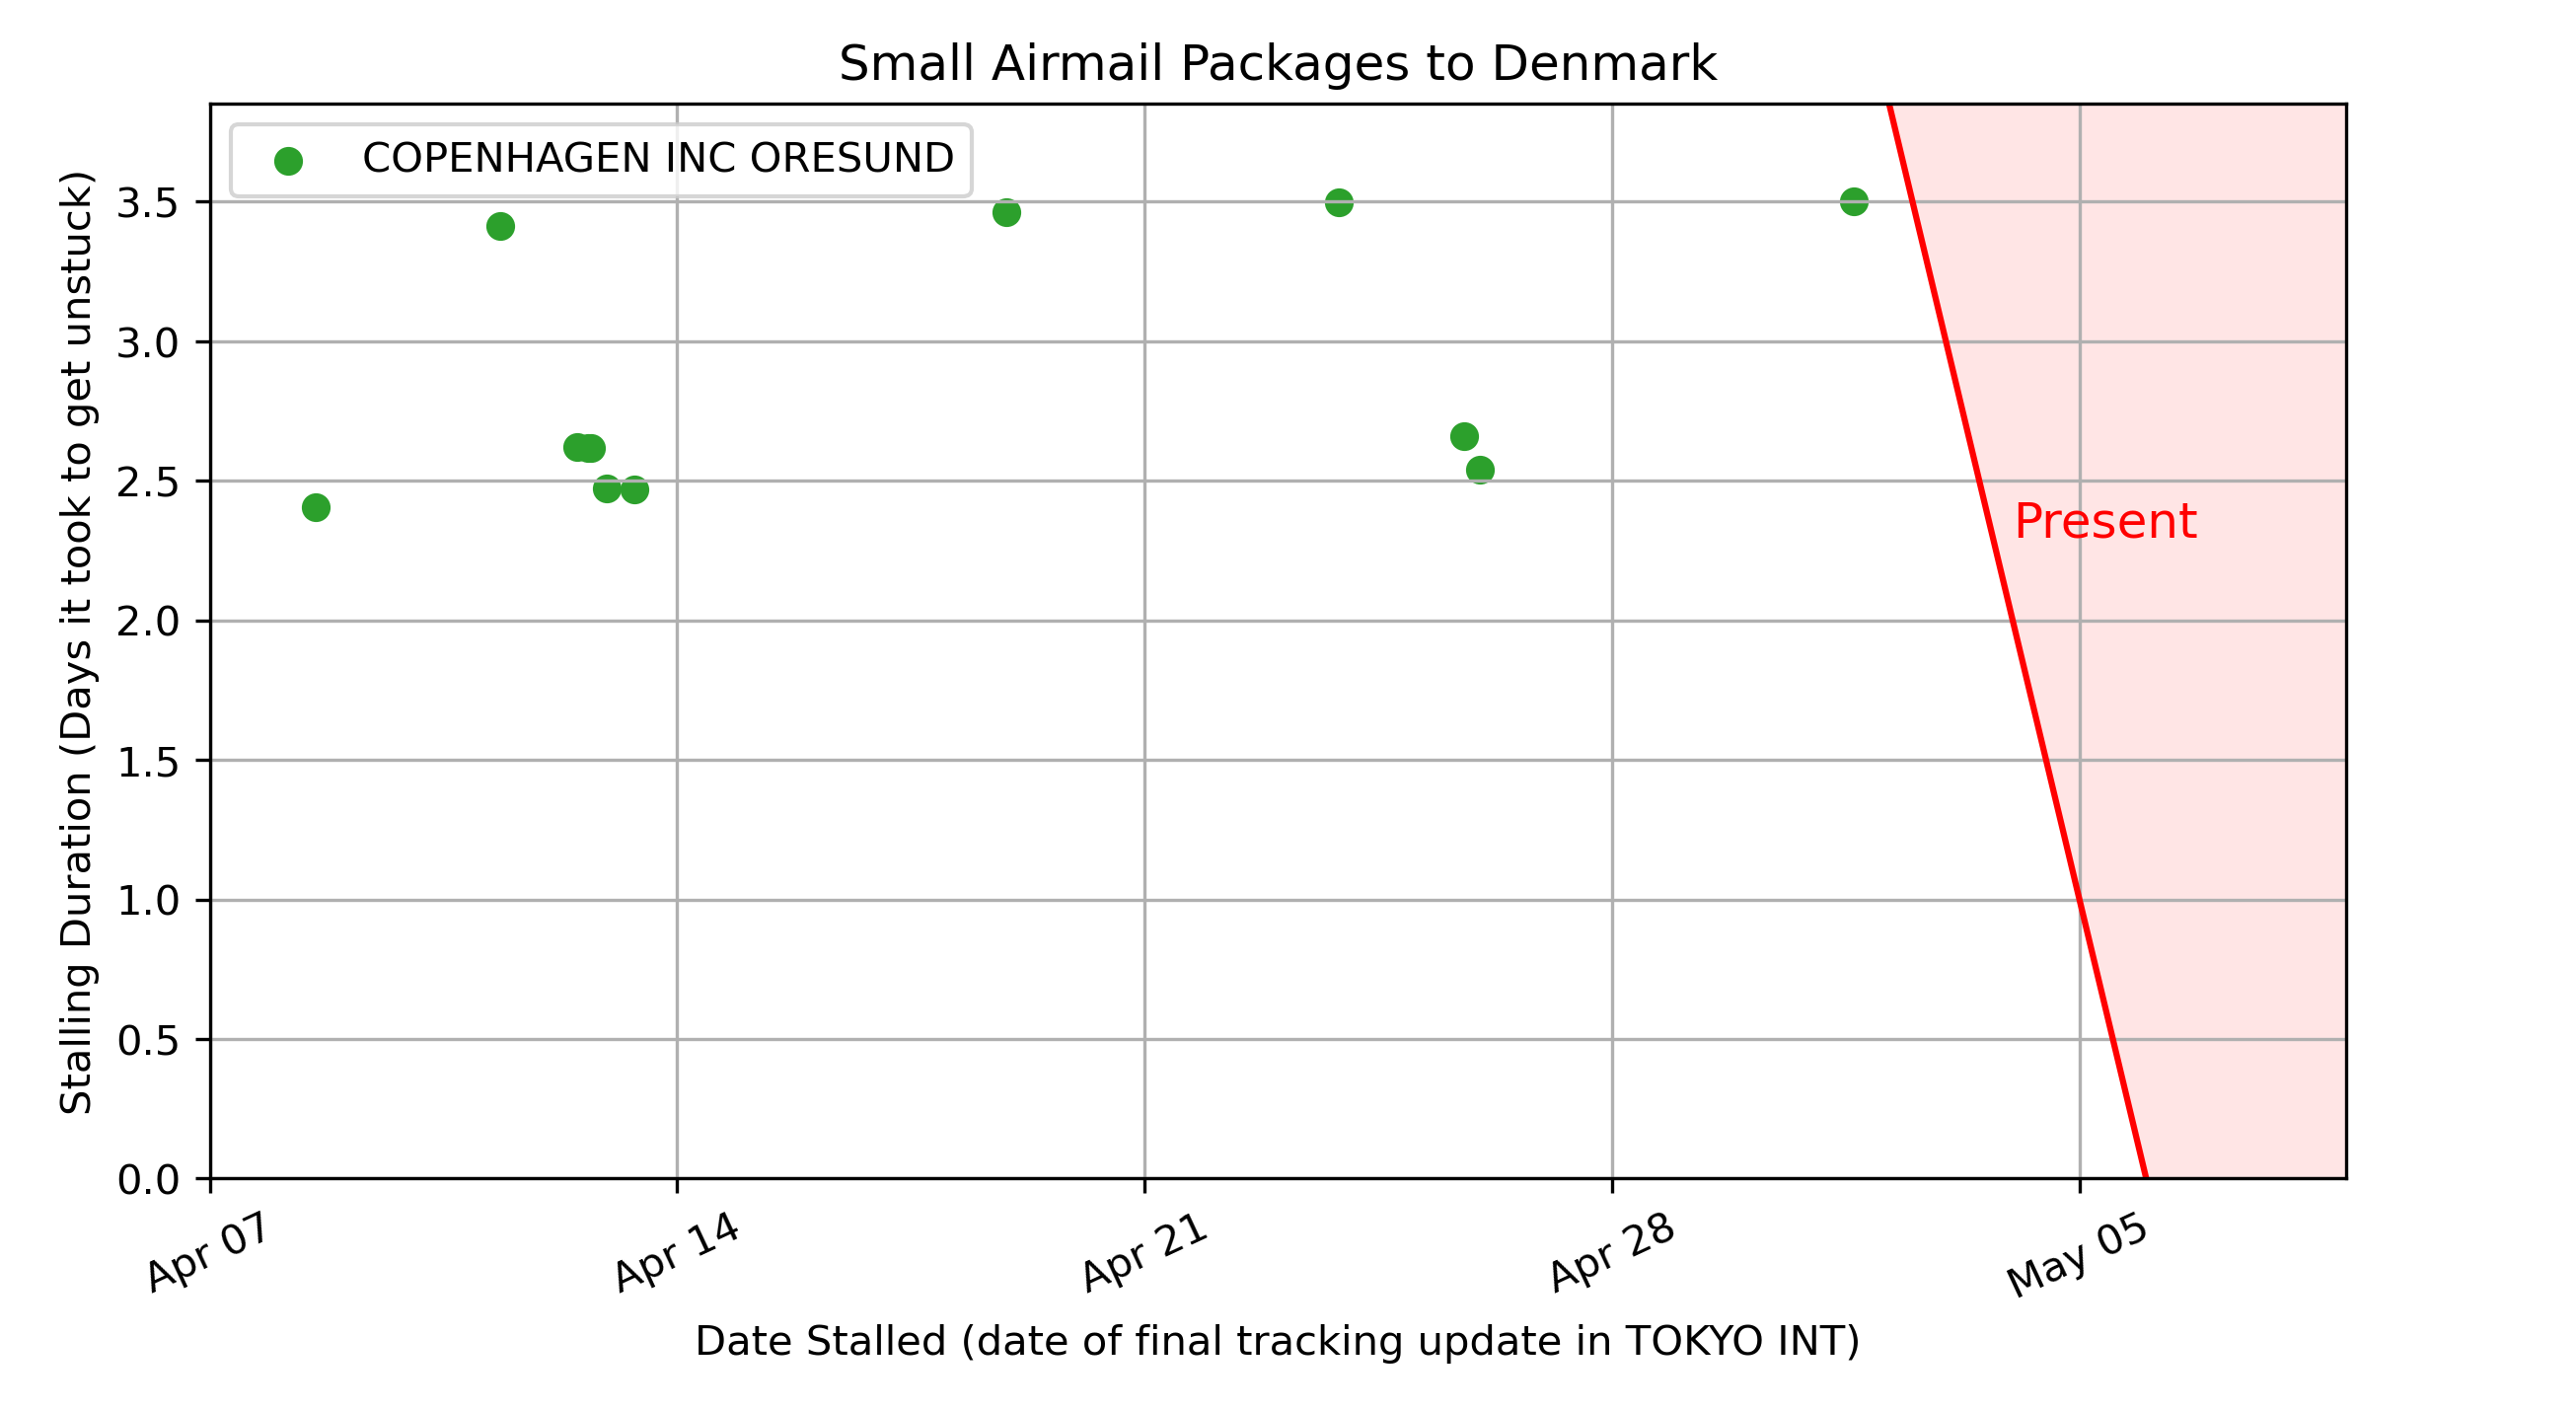 Small Airmail Packages to Denmark
COPENHAGEN INC ORESUND
Stalling Duration (Days it took to get unstuck)
3.5
3.0
2.5
2.0
1.5
1.0
0.5
0.0
Present
Apr 07
Apr 14
Apr 21
Apr 28
May 05
Date Stalled (date of final tracking update in TOKYO INT)